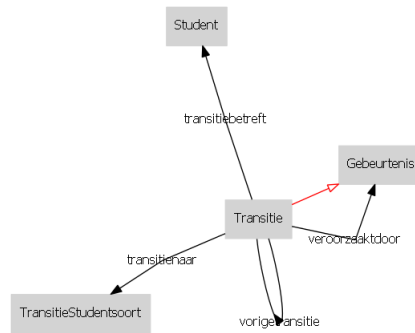 Student
transitiebetreft
Gebeurtenis
Transitie
veroorzaaktdoor
transitienaar
TransitieStudentsoort
vorigetransitie